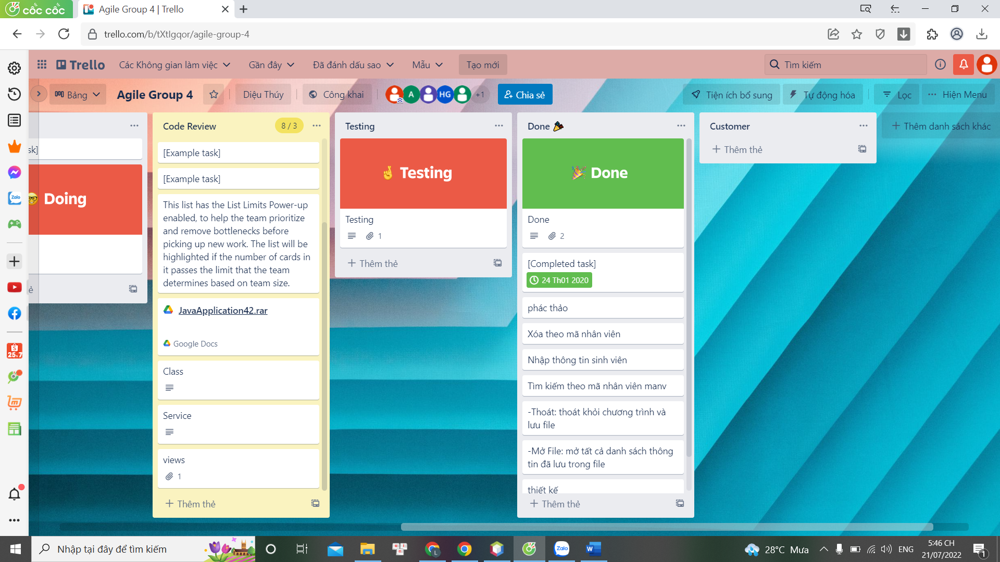 cốc cốc
Agile Group 4 | Trello
trello.com/b/tXtIgqor/agile-group-4
Trello
Các Không gian làm việc
Gần đây
Đã đánh dấu sao
Mẫu
Tạo mới
Tìm kiếm
Bảng
Agile Group 4
Diệu Thúy
Công khai
A
HG
+1
Chia sẻ
Tiện ích bổ sung
Tự động hóa
Lọc
Hiện Menu
sk]
Doing
ẻ
Code Review
8 / 3
[Example task]
[Example task]
This list has the List Limits Power-up
enabled, to help the team prioritize
and remove bottlenecks before
picking up new work. The list will be
highlighted if the number of cards in
it passes the limit that the team
determines based on team size.
JavaApplication42.rar
Google Docs
Class
Service
views
1
+ Thêm thẻ
Testing
Testing
Testing
1
+ Thêm thẻ
Done
Done
Done
2
[Completed task]
24 Th01 2020
phác thảo
Xóa theo mã nhân viên
Nhập thông tin sinh viên
Tìm kiếm theo mã nhân viên manv
-Thoát: thoát khỏi chương trình và
lưu file
-Mở File: mở tất cả danh sách thông
tin đã lưu trong file
thiết kế
+ Thêm thẻ
Customer
+ Thêm thẻ
+ Thêm danh sách khác
Zalo
25.7
Nhập tại đây để tìm kiếm
L
Zalo
W
28°C Mưa
ENG
5:46 CH
21/07/2022
1